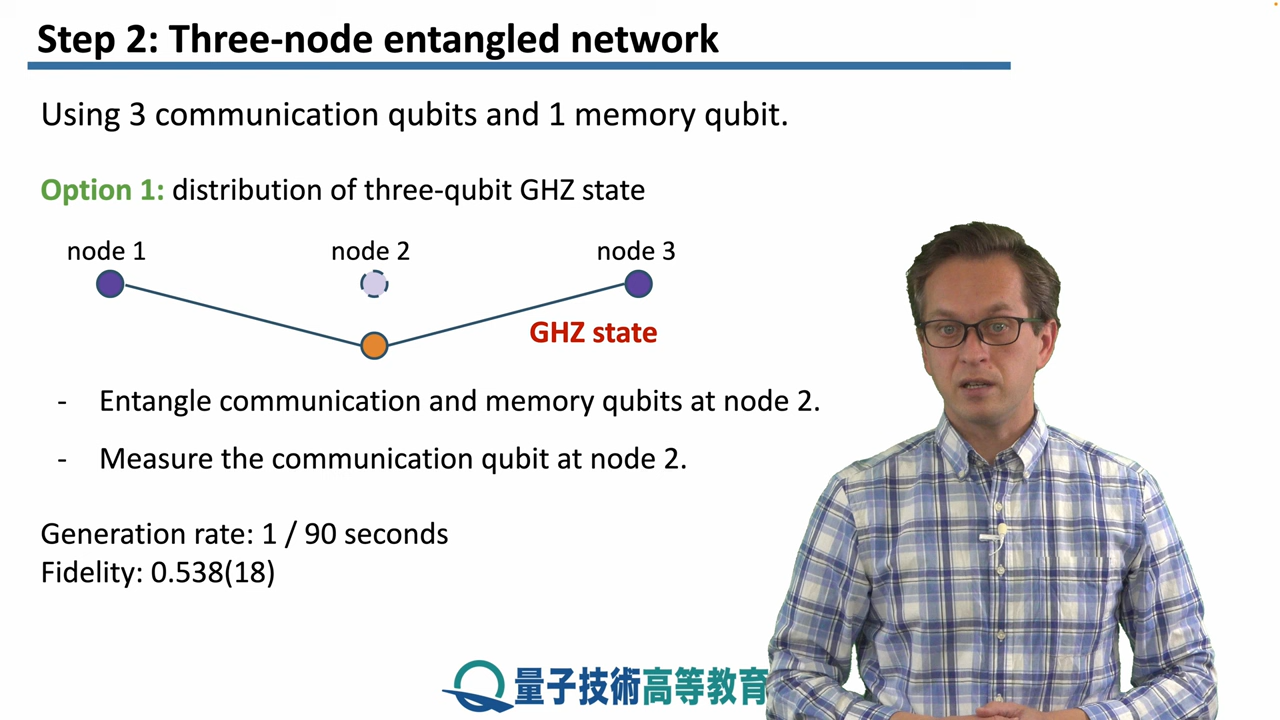 Step 2: Three-node entangled network
Using 3 communication qubits and 1 memory qubit.
Option 1: distribution of three-qubit GHZ state
node 1 node 2 node 3
GHZ state
- Entangle communication and memory qubits at node 2.
- Measure the communication qubit at node 2.
Generation rate: 1 / 90 seconds
Fidelity: 0.538(18)
量子技術高等教育